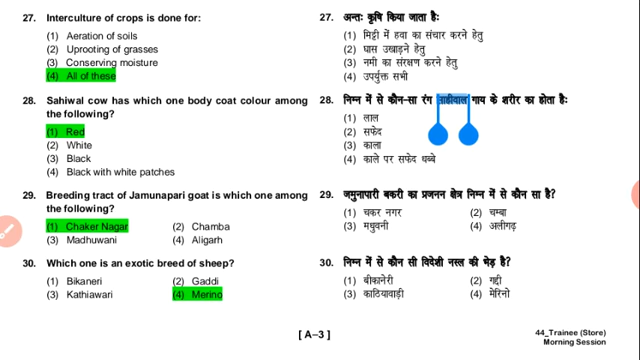 27. Interculture of crops is done for:
(1) Aeration of soils
(2) Uprooting of grasses
(3) Conserving moisture
(4) All of these
28. Sahiwal cow has which one body coat colour among
the following?
(1) Red
(2) White
(3) Black
(4) Black with white patches
29. Breeding tract of Jamunapari goat is which one among
the following?
(1) Chaker Nagar (2) Chamba
(3) Madhuwani (4) Aligarh
30. Which one is an exotic breed of sheep?
(1) Bikaneri (2) Gaddi
(3) Kathiawari (4) Merino
27. अन्तः कृषि किया जाता है:
(1) मिट्टी में हवा का संचार करने हेतु
(2) घास उखाड़ने हेतु
(3) नमी का संरक्षण करने हेतु
(4) उपर्युक्त सभी
28. निम्न में से कौन-सा रंग साहीवाल गाय के शरीर का होता है:
(1) लाल
(2) सफेद
(3) काला
(4) काले पर सफेद धब्बे
29. जमुनापारी बकरी का प्रजनन क्षेत्र निम्न में से कौन सा है?
(1) चकर नगर (2) चम्बा
(3) मधुवनी (4) अलीगढ़
30. निम्न में से कौन सी विदेशी नस्ल की भेड़ है?
(1) बीकानेरी (2) गद्दी
(3) काठियावाड़ी (4) मेरिनो
[ A–3 ]
44_Trainee (Store)
Morning Session